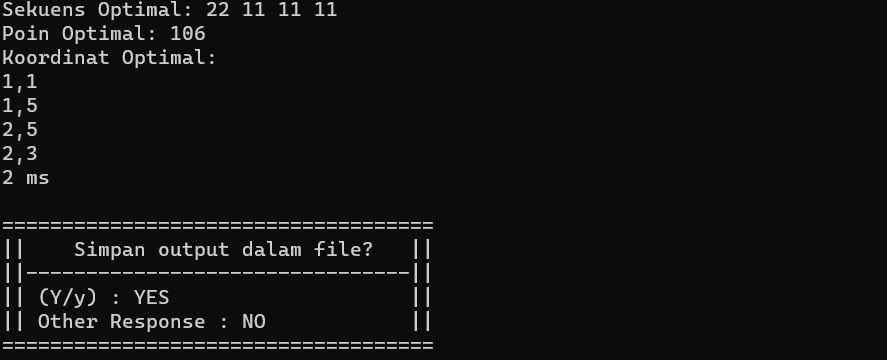 Sekuens Optimal: 22 11 11 11
Poin Optimal: 106
Koordinat Optimal:
1,1
1,5
2,5
2,3
2 ms
====================================
||    Simpan output dalam file?   ||
||--------------------------------||
|| (Y/y) : YES                    ||
|| Other Response : NO            ||
====================================